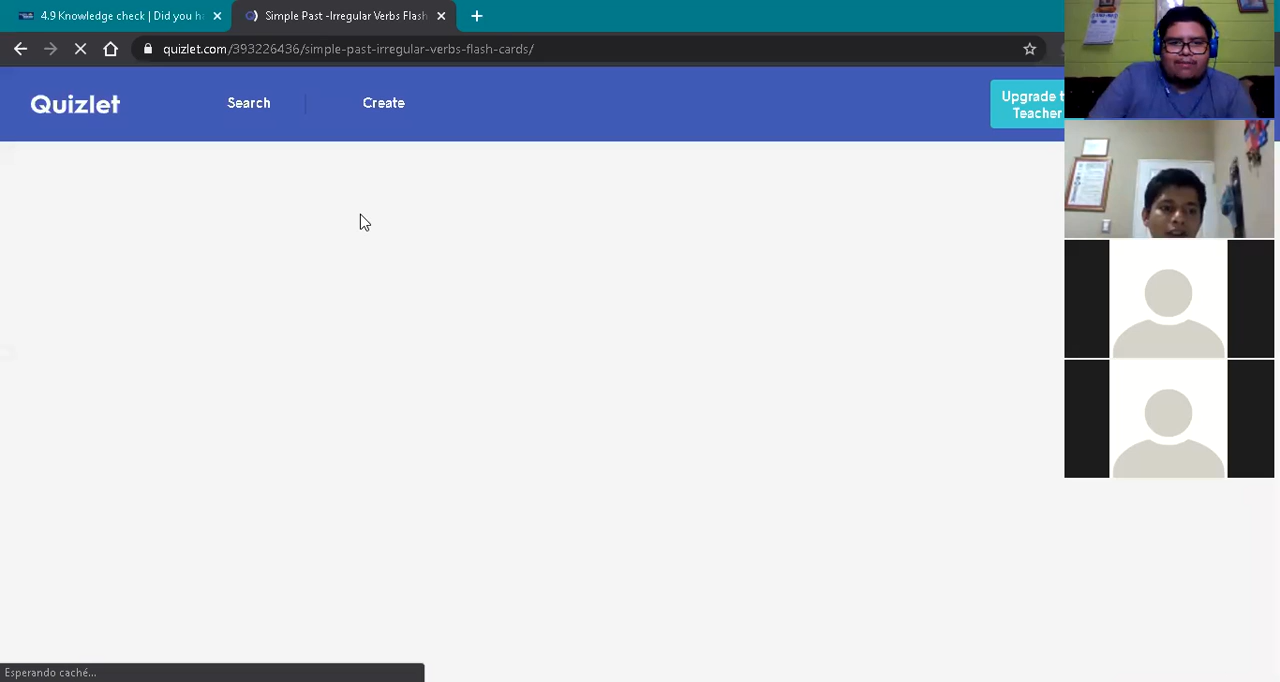 4.9 Knowledge check | Did you h
Simple Past -Irregular Verbs Flash
quizlet.com/393226436/simple-past-irregular-verbs-flash-cards/
Quizlet
Search
Create
Upgrade t
Teacher
Esperando caché...